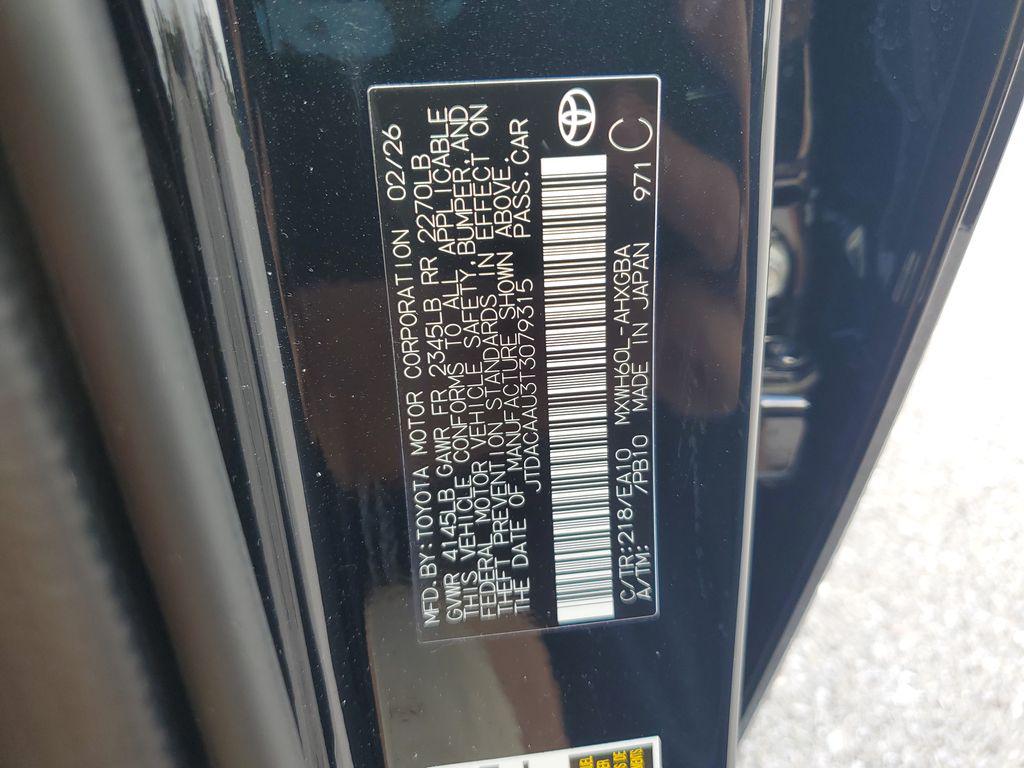 MFD. BY: TOYOTA MOTOR CORPORATION 02/26
GVWR 4145LB GAWR FR 2345LB RR 2270LB
THIS VEHICLE CONFORMS TO ALL APPLICABLE
FEDERAL MOTOR VEHICLE SAFETY, BUMPER, AND
THEFT PREVENTION STANDARDS IN EFFECT ON
THE DATE OF MANUFACTURE SHOWN ABOVE.
JTDACAAU3T3079315 PASS. CAR
C/TR: 218/EA10 MXWH60L-AHXGBA
A/TM: /PB10 MADE IN JAPAN 971 C